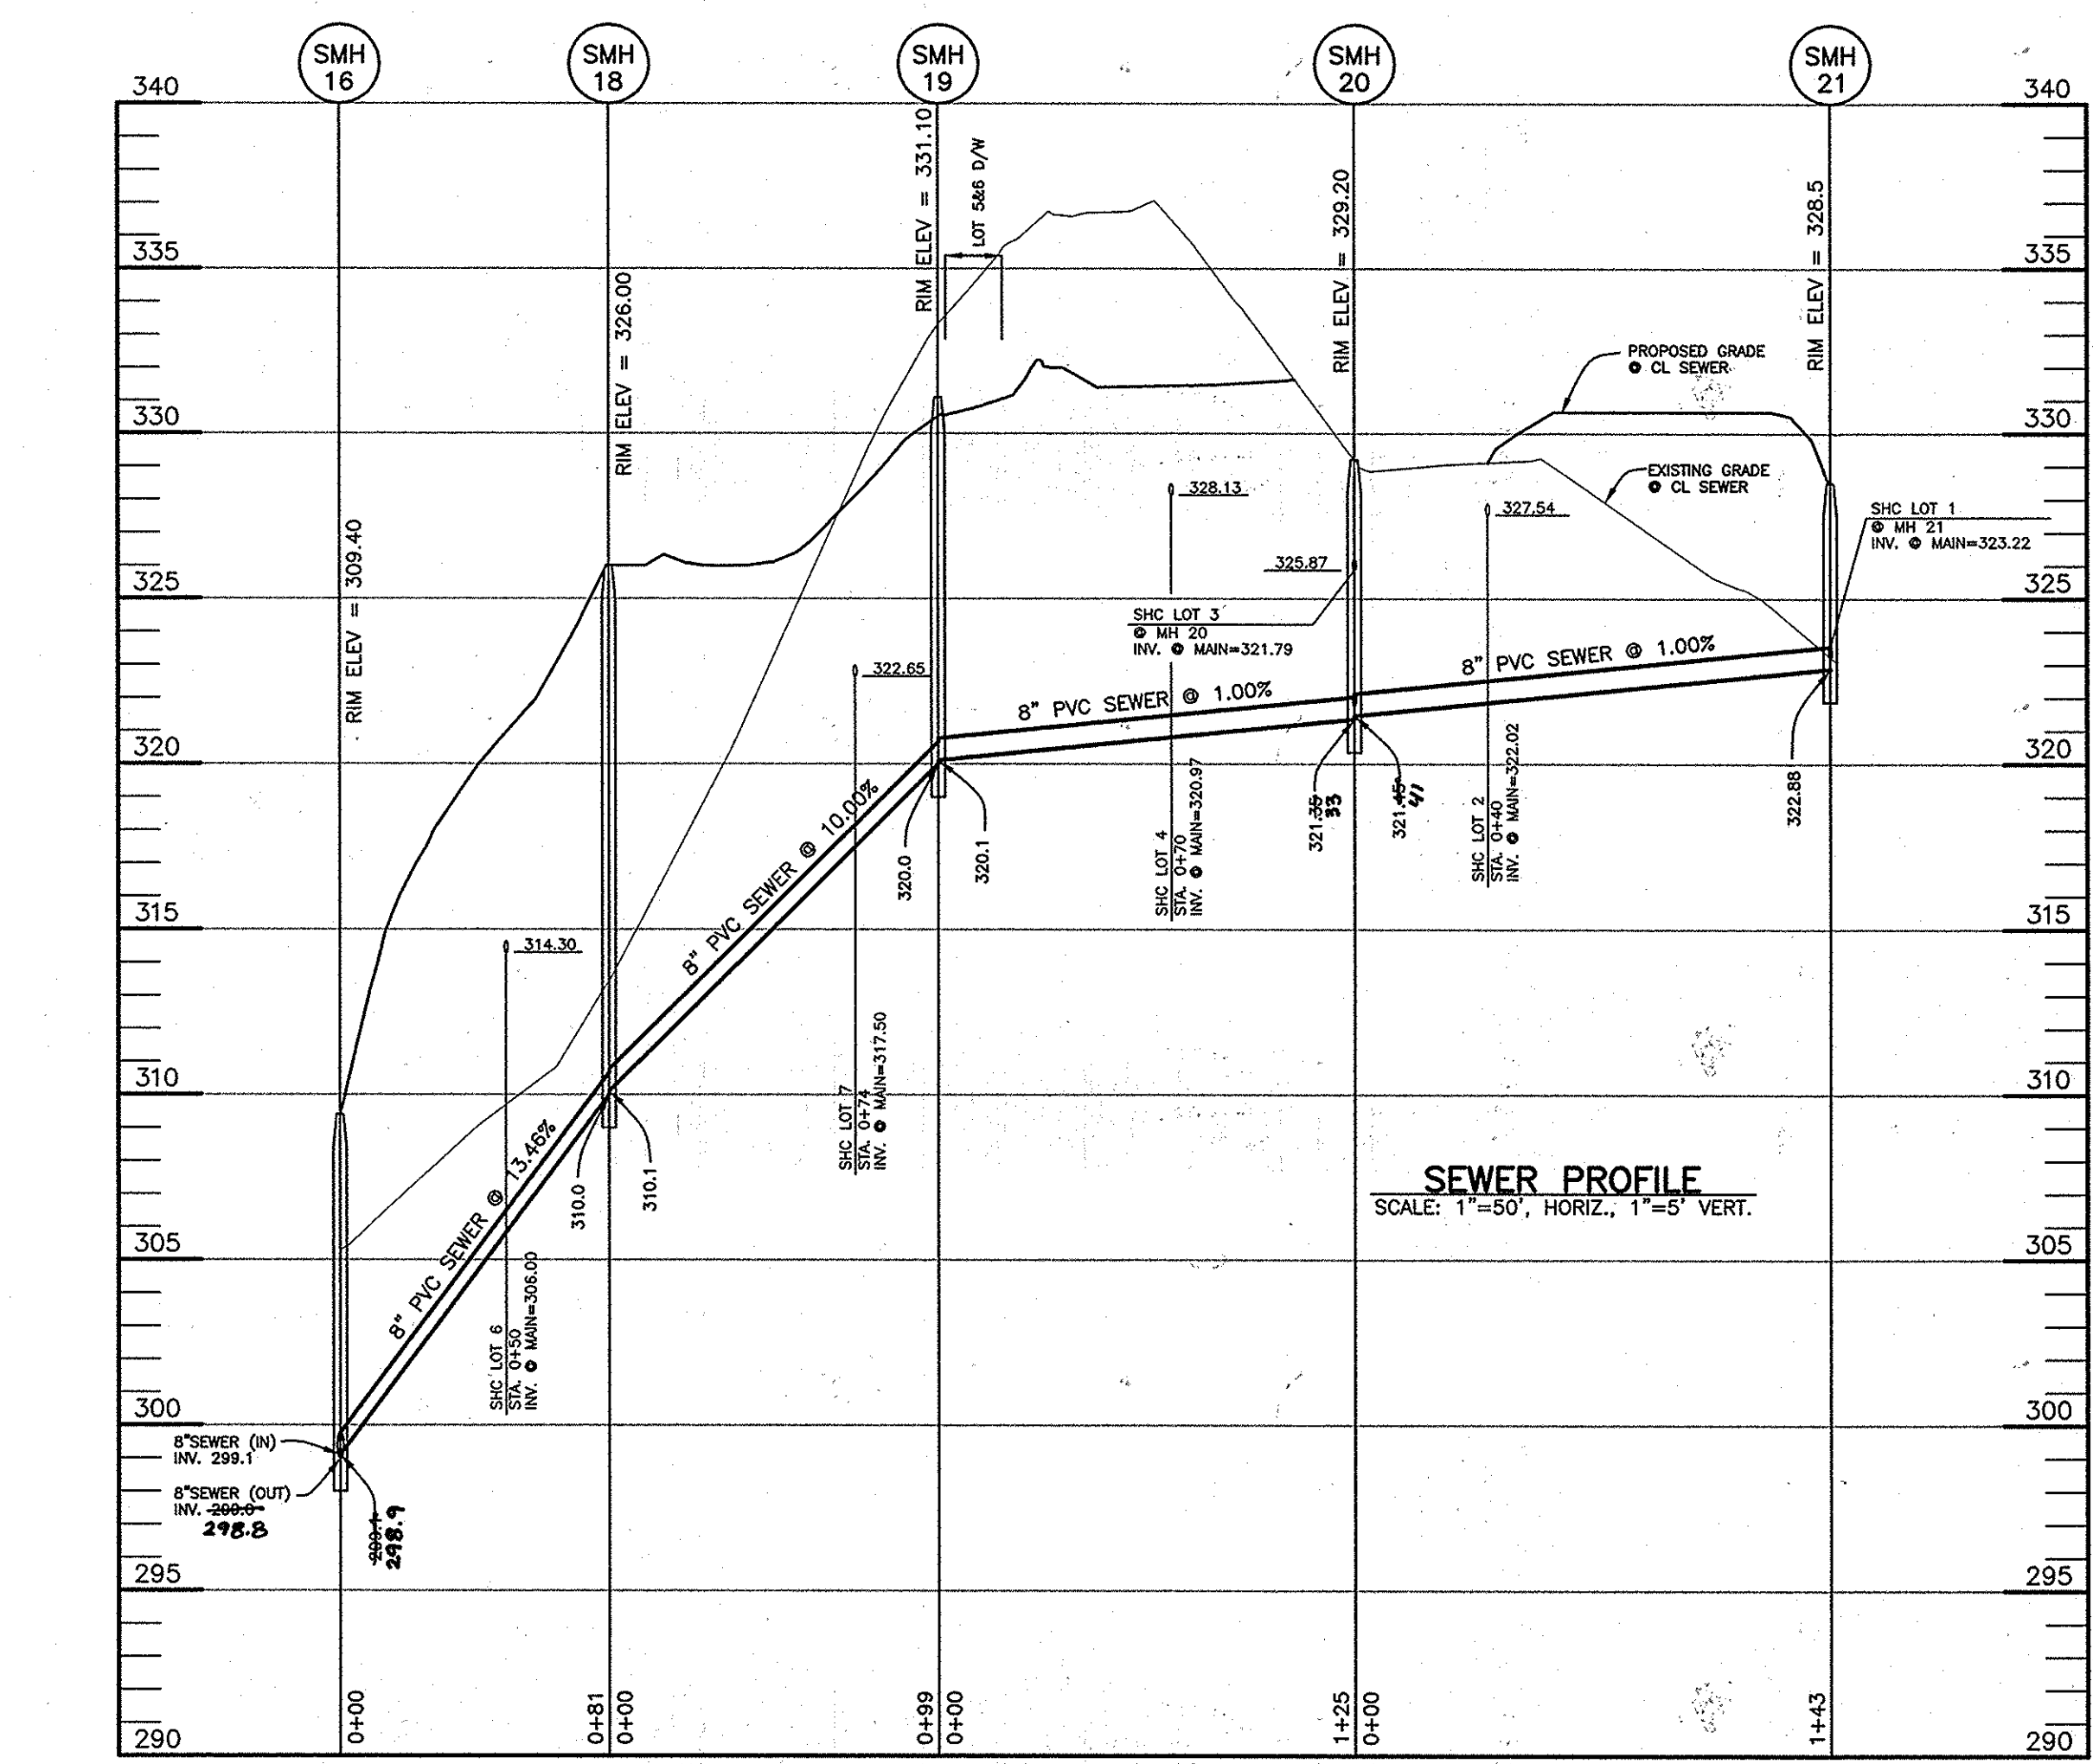 SMH
16
SMH
18
SMH
19
SMH
20
SMH
21
340
335
330
325
320
315
310
305
300
295
290
340
335
330
325
320
315
310
305
300
295
290
RIM ELEV = 309.40
RIM ELEV = 326.00
RIM ELEV = 331.10
LOT 5&6 D/W
RIM ELEV = 329.20
RIM ELEV = 328.5
PROPOSED GRADE
@ CL SEWER
EXISTING GRADE
@ CL SEWER
SHC LOT 1
@ MH 21
INV. @ MAIN=323.22
328.13
327.54
325.87
SHC LOT 3
@ MH 20
INV. @ MAIN=321.79
322.65
314.30
8" PVC SEWER @ 13.46%
8" PVC SEWER @ 10.00%
8" PVC SEWER @ 1.00%
8" PVC SEWER @ 1.00%
SHC LOT 6
STA. 0+50
INV. @ MAIN=306.00
310.0
310.1
SHC LOT 7
STA. 0+74
INV. @ MAIN=317.50
320.0
320.1
SHC LOT 4
STA. 0+70
INV. @ MAIN=320.97
321.35
33
321.45
41
SHC LOT 2
STA. 0+40
INV. @ MAIN=322.02
322.88
SEWER PROFILE
SCALE: 1"=50', HORIZ., 1"=5' VERT.
8"SEWER (IN)
INV. 299.1
8"SEWER (OUT)
INV. 299.0
298.8
299.1
298.9
0+00
0+81
0+00
0+99
0+00
1+25
0+00
1+43